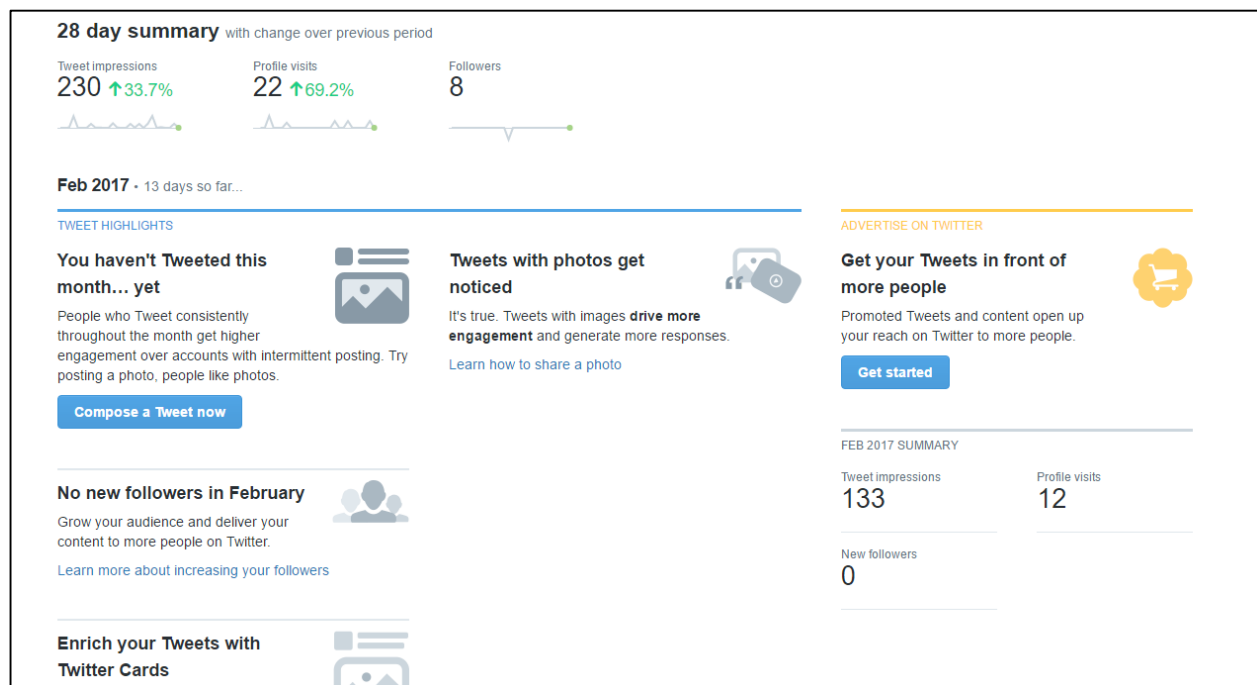 28 day summary with change over previous period
Tweet impressions
230 ↑33.7%
Profile visits
22 ↑69.2%
Followers
8
Feb 2017 • 13 days so far...
TWEET HIGHLIGHTS
You haven't Tweeted this
month... yet
People who Tweet consistently
throughout the month get higher
engagement over accounts with intermittent posting. Try
posting a photo, people like photos.
Compose a Tweet now
Tweets with photos get
noticed
It's true. Tweets with images drive more
engagement and generate more responses.
Learn how to share a photo
No new followers in February
Grow your audience and deliver your
content to more people on Twitter.
Learn more about increasing your followers
Enrich your Tweets with
Twitter Cards
ADVERTISE ON TWITTER
Get your Tweets in front of
more people
Promoted Tweets and content open up
your reach on Twitter to more people.
Get started
FEB 2017 SUMMARY
Tweet impressions
133
Profile visits
12
New followers
0